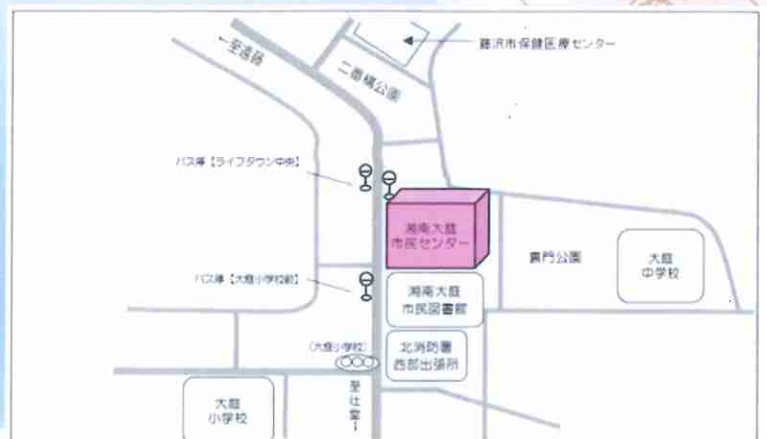 ←至遠藤
藤沢市保健医療センター
二番構公園
バス停【ライフタウン中央】
湘南大庭
市民センター
裏門公園
大庭
中学校
バス停【大庭小学校前】
湘南大庭
市民図書館
(大庭小学校)
北消防署
西部出張所
至辻堂→
大庭
小学校